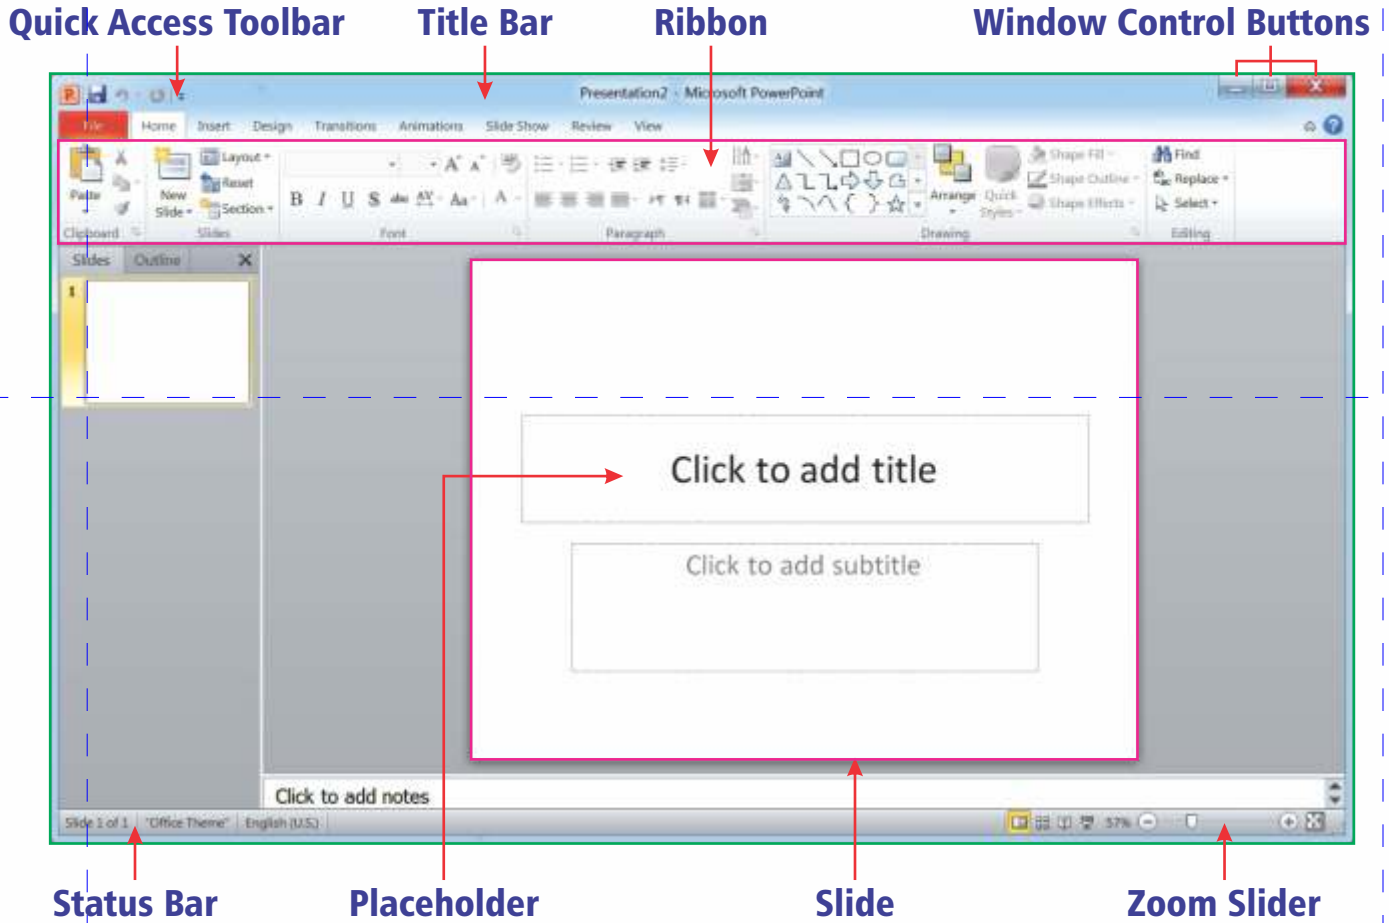 Quick Access Toolbar Title Bar Ribbon Window Control Buttons
Presentation2 - Microsoft PowerPoint
File Home Insert Design Transitions Animations Slide Show Review View
Paste New Slide Layout Reset Section
B I U S abc AV Aa A
Arrange Quick Styles Shape Fill Shape Outline Shape Effects
Find Replace Select
Clipboard Slides Font Paragraph Drawing Editing
Slides Outline
1
Click to add title
Click to add subtitle
Click to add notes
Slide 1 of 1 "Office Theme" English (U.S.) 57%
Status Bar Placeholder Slide Zoom Slider